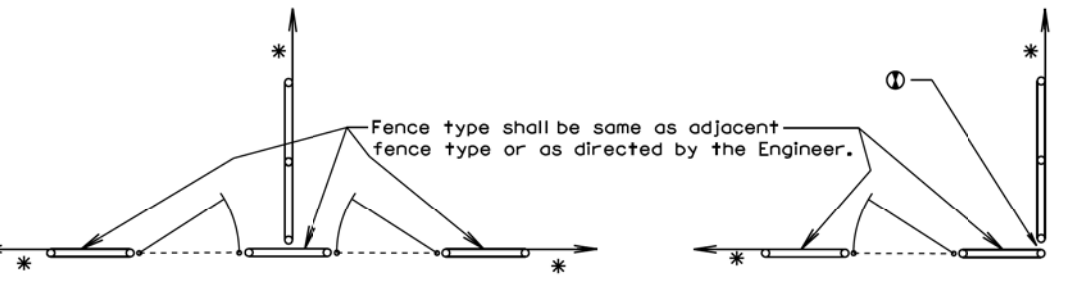 *
*
Fence type shall be same as adjacent
fence type or as directed by the Engineer.
*
*
*